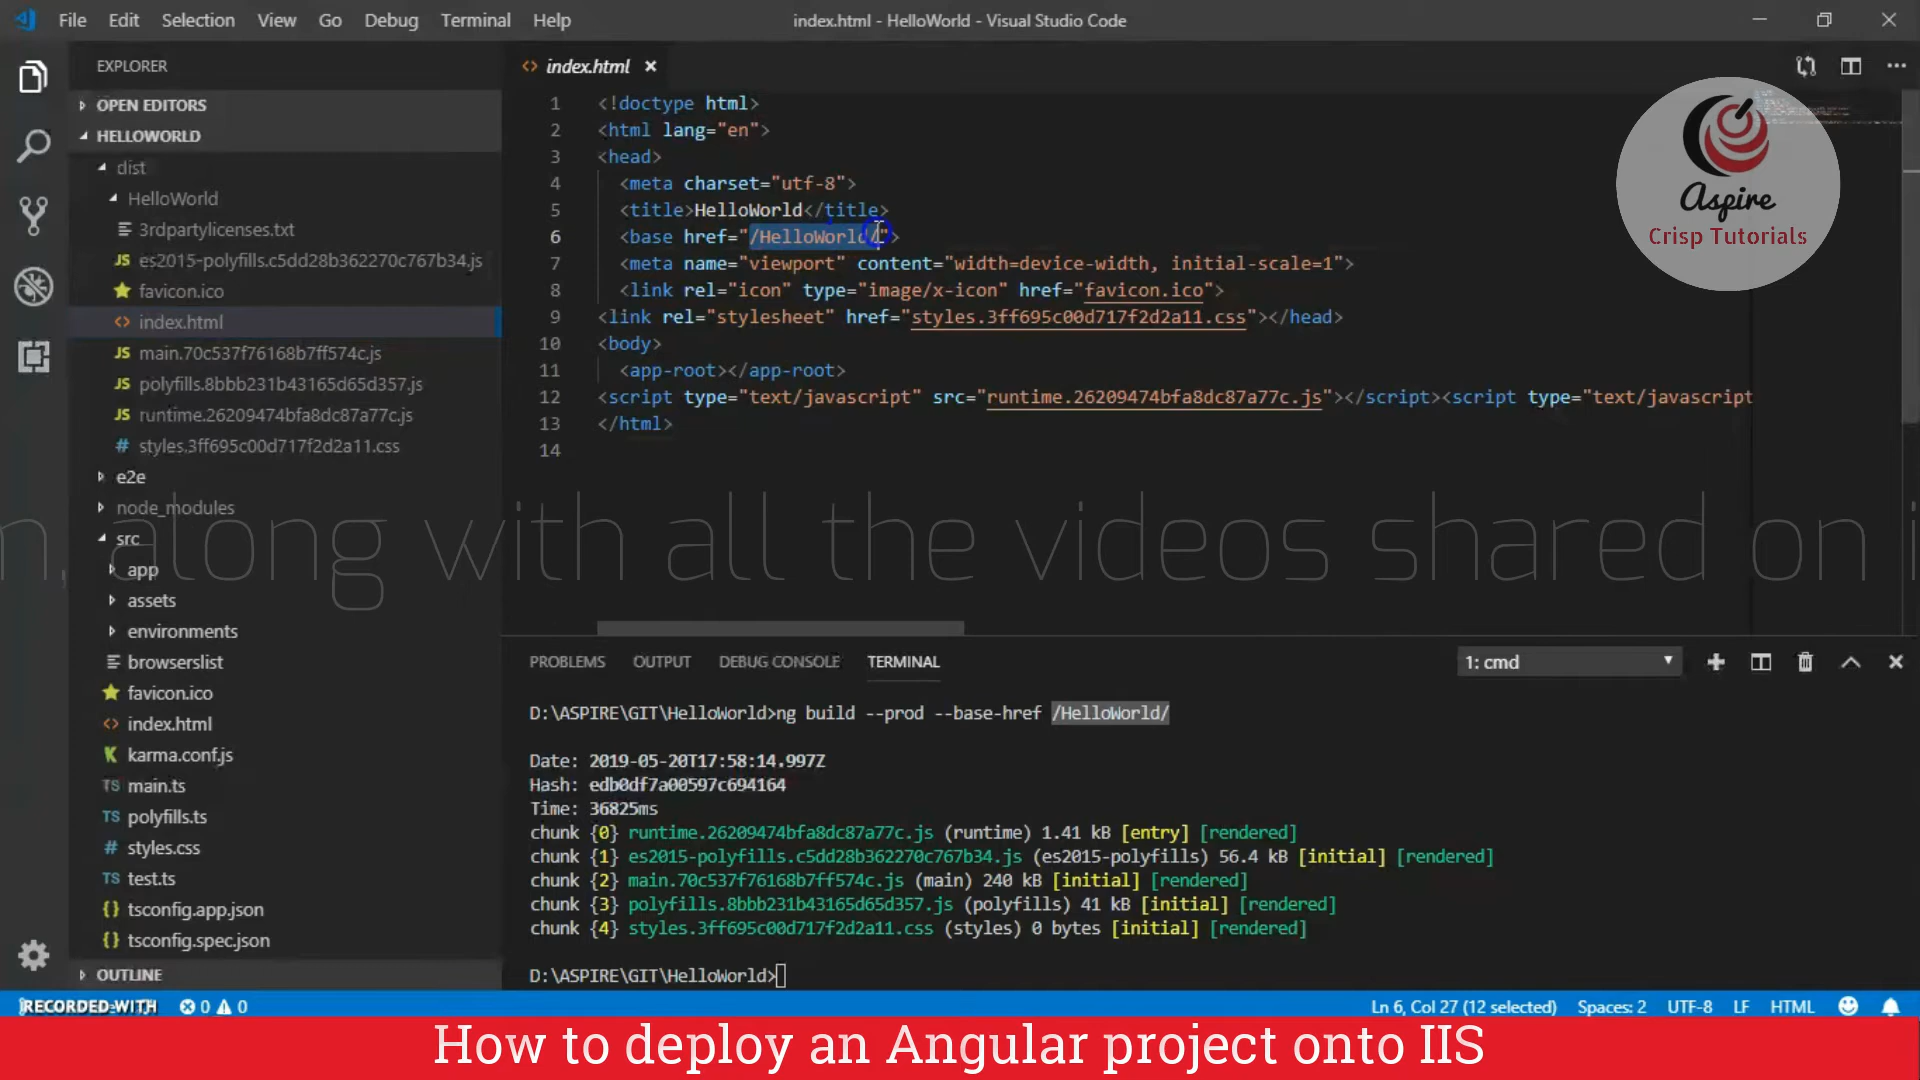 File Edit Selection View Go Debug Terminal Help
index.html - HelloWorld - Visual Studio Code
EXPLORER
OPEN EDITORS
HELLOWORLD
dist
HelloWorld
3rdpartylicenses.txt
JS es2015-polyfills.c5dd28b362270c767b34.js
favicon.ico
<> index.html
JS main.70c537f76168b7ff574c.js
JS polyfills.8bbb231b43165d65d357.js
JS runtime.26209474bfa8dc87a77c.js
# styles.3ff695c00d717f2d2a11.css
e2e
node_modules
src
app
assets
environments
browserslist
favicon.ico
<> index.html
K karma.conf.js
TS main.ts
TS polyfills.ts
# styles.css
TS test.ts
{} tsconfig.app.json
{} tsconfig.spec.json
OUTLINE
<> index.html
1 <!doctype html>
2 <html lang="en">
3 <head>
4 <meta charset="utf-8">
5 <title>HelloWorld</title>
6 <base href="/HelloWorld/">
7 <meta name="viewport" content="width=device-width, initial-scale=1">
8 <link rel="icon" type="image/x-icon" href="favicon.ico">
9 <link rel="stylesheet" href="styles.3ff695c00d717f2d2a11.css"></head>
10 <body>
11 <app-root></app-root>
12 <script type="text/javascript" src="runtime.26209474bfa8dc87a77c.js"></script><script type="text/javascript
13 </html>
14
Aspire
Crisp Tutorials
, along with all the videos shared on
PROBLEMS OUTPUT DEBUG CONSOLE TERMINAL
1: cmd
D:\ASPIRE\GIT\HelloWorld>ng build --prod --base-href /HelloWorld/
Date: 2019-05-20T17:58:14.997Z
Hash: edb0df7a00597c694164
Time: 36825ms
chunk {0} runtime.26209474bfa8dc87a77c.js (runtime) 1.41 kB [entry] [rendered]
chunk {1} es2015-polyfills.c5dd28b362270c767b34.js (es2015-polyfills) 56.4 kB [initial] [rendered]
chunk {2} main.70c537f76168b7ff574c.js (main) 240 kB [initial] [rendered]
chunk {3} polyfills.8bbb231b43165d65d357.js (polyfills) 41 kB [initial] [rendered]
chunk {4} styles.3ff695c00d717f2d2a11.css (styles) 0 bytes [initial] [rendered]
D:\ASPIRE\GIT\HelloWorld>
RECORDED WITH
0 0
Ln 6, Col 27 (12 selected) Spaces: 2 UTF-8 LF HTML
How to deploy an Angular project onto IIS